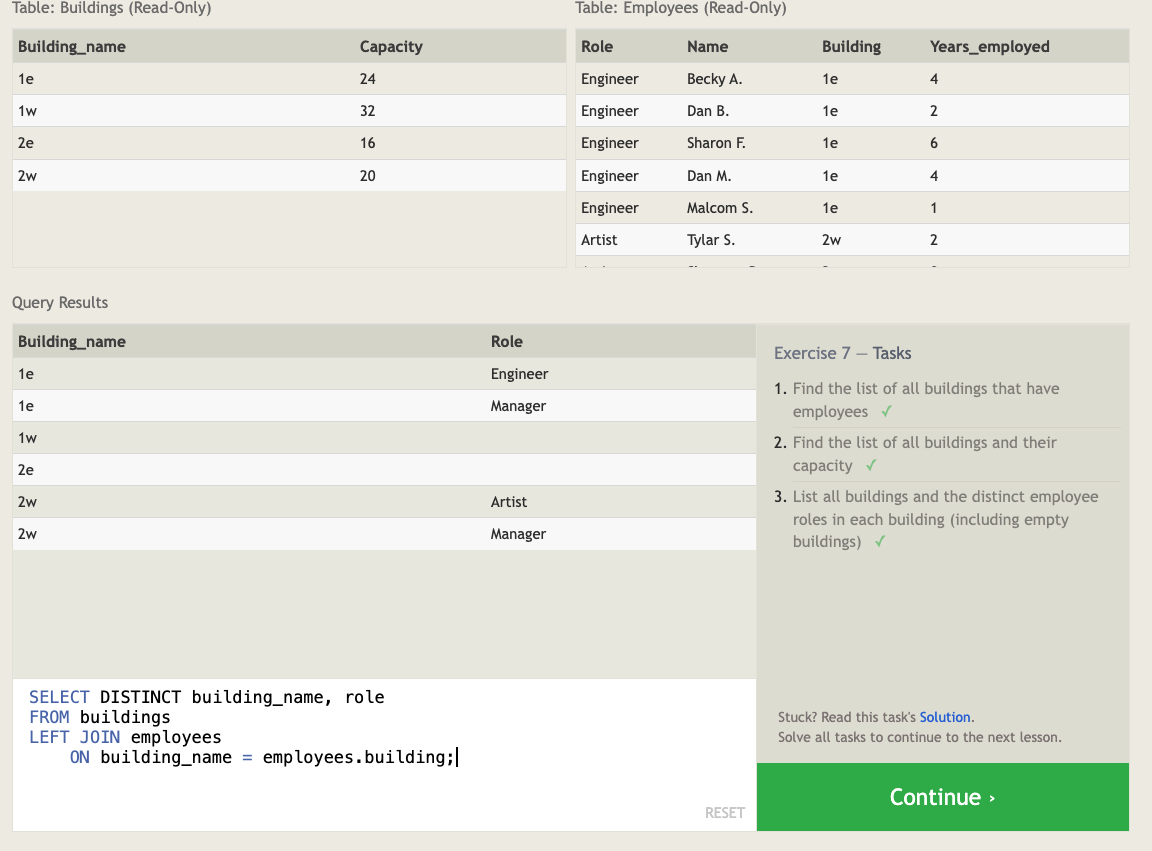 Table: Buildings (Read-Only)
Building_name Capacity
1e 24
1w 32
2e 16
2w 20
Table: Employees (Read-Only)
Role Name Building Years_employed
Engineer Becky A. 1e 4
Engineer Dan B. 1e 2
Engineer Sharon F. 1e 6
Engineer Dan M. 1e 4
Engineer Malcom S. 1e 1
Artist Tylar S. 2w 2
Query Results
Building_name Role
1e Engineer
1e Manager
1w
2e
2w Artist
2w Manager
SELECT DISTINCT building_name, role
FROM buildings
LEFT JOIN employees
    ON building_name = employees.building;
RESET
Exercise 7 — Tasks
1. Find the list of all buildings that have
employees ✓
2. Find the list of all buildings and their
capacity ✓
3. List all buildings and the distinct employee
roles in each building (including empty
buildings) ✓
Stuck? Read this task's Solution.
Solve all tasks to continue to the next lesson.
Continue ›